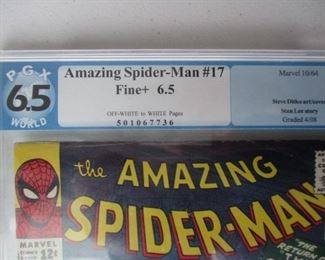 PGX
6.5
WORLD
Amazing Spider-Man #17
Fine+ 6.5
OFF-WHITE to WHITE Pages
501067736
Marvel 10/64
Steve Ditko art/cover
Stan Lee story
Graded 4/08
the AMAZING
SPIDER-MAN
MARVEL
COMICS
12¢
THE
RETURN